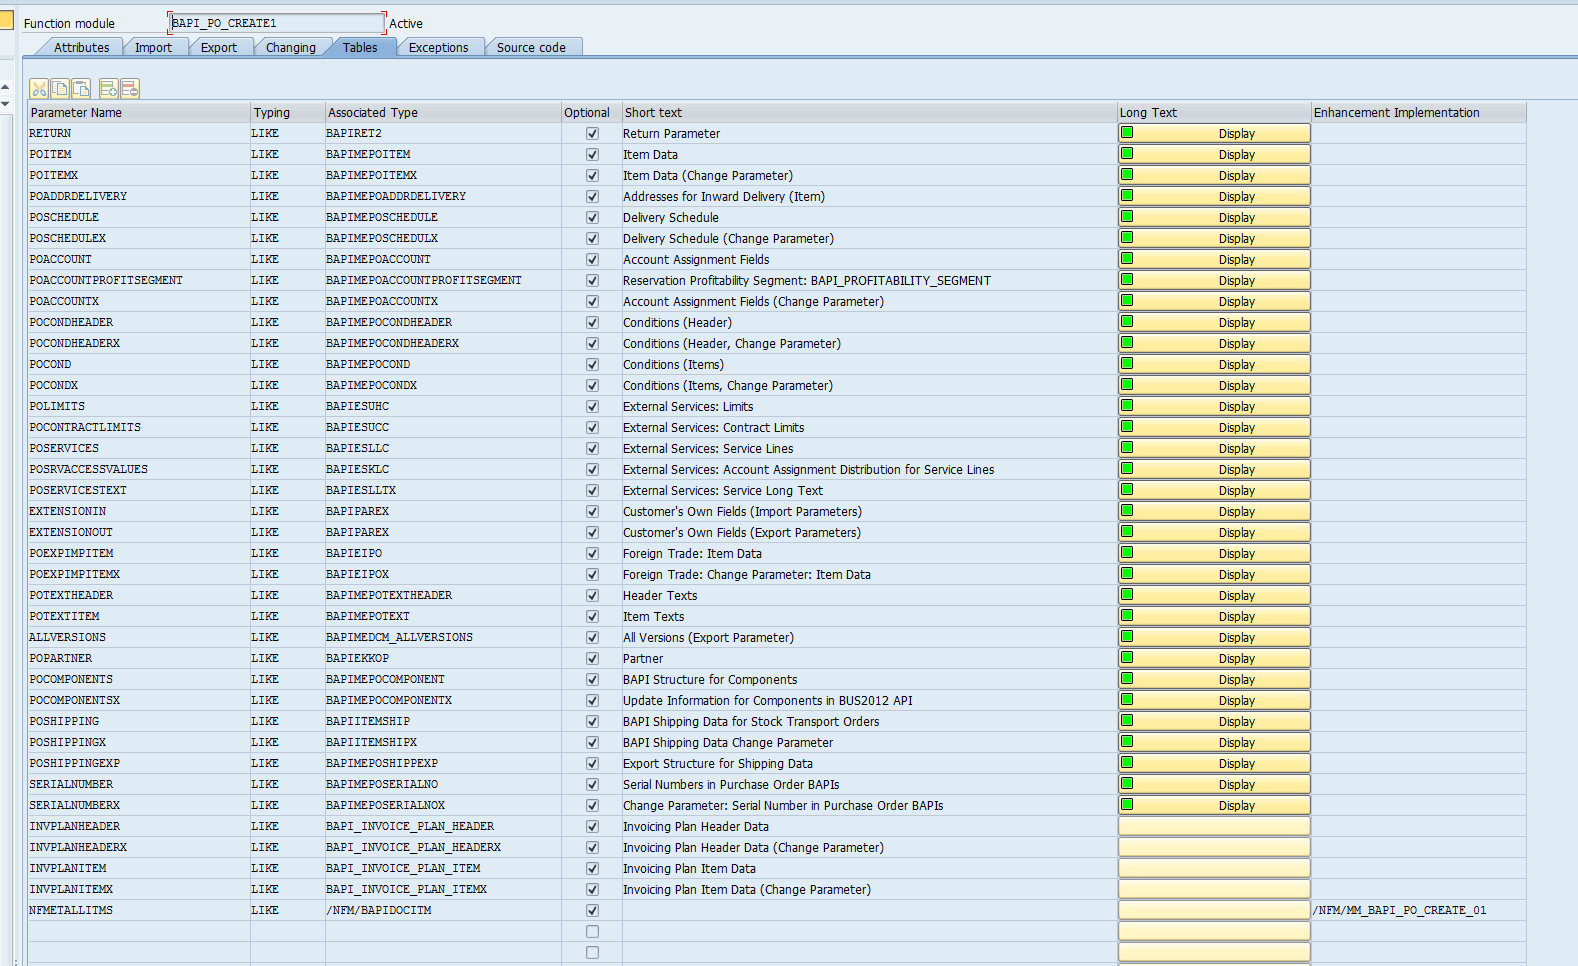 Function module BAPI_PO_CREATE1 Active
Attributes Import Export Changing Tables Exceptions Source code
Parameter Name Typing Associated Type Optional Short text Long Text Enhancement Implementation
RETURN LIKE BAPIRET2 Return Parameter Display
POITEM LIKE BAPIMEPOITEM Item Data Display
POITEMX LIKE BAPIMEPOITEMX Item Data (Change Parameter) Display
POADDRDELIVERY LIKE BAPIMEPOADDRDELIVERY Addresses for Inward Delivery (Item) Display
POSCHEDULE LIKE BAPIMEPOSCHEDULE Delivery Schedule Display
POSCHEDULEX LIKE BAPIMEPOSCHEDULX Delivery Schedule (Change Parameter) Display
POACCOUNT LIKE BAPIMEPOACCOUNT Account Assignment Fields Display
POACCOUNTPROFITSEGMENT LIKE BAPIMEPOACCOUNTPROFITSEGMENT Reservation Profitability Segment: BAPI_PROFITABILITY_SEGMENT Display
POACCOUNTX LIKE BAPIMEPOACCOUNTX Account Assignment Fields (Change Parameter) Display
POCONDHEADER LIKE BAPIMEPOCONDHEADER Conditions (Header) Display
POCONDHEADERX LIKE BAPIMEPOCONDHEADERX Conditions (Header, Change Parameter) Display
POCOND LIKE BAPIMEPOCOND Conditions (Items) Display
POCONDX LIKE BAPIMEPOCONDX Conditions (Items, Change Parameter) Display
POLIMITS LIKE BAPIESUHC External Services: Limits Display
POCONTRACTLIMITS LIKE BAPIESUCC External Services: Contract Limits Display
POSERVICES LIKE BAPIESLLC External Services: Service Lines Display
POSRVACCESSVALUES LIKE BAPIESKLC External Services: Account Assignment Distribution for Service Lines Display
POSERVICESTEXT LIKE BAPIESLLTX External Services: Service Long Text Display
EXTENSIONIN LIKE BAPIPAREX Customer's Own Fields (Import Parameters) Display
EXTENSIONOUT LIKE BAPIPAREX Customer's Own Fields (Export Parameters) Display
POEXPIMPITEM LIKE BAPIEIPO Foreign Trade: Item Data Display
POEXPIMPITEMX LIKE BAPIEIPOX Foreign Trade: Change Parameter: Item Data Display
POTEXTHEADER LIKE BAPIMEPOTEXTHEADER Header Texts Display
POTEXTITEM LIKE BAPIMEPOTEXT Item Texts Display
ALLVERSIONS LIKE BAPIMEDCM_ALLVERSIONS All Versions (Export Parameter) Display
POPARTNER LIKE BAPIEKKOP Partner Display
POCOMPONENTS LIKE BAPIMEPOCOMPONENT BAPI Structure for Components Display
POCOMPONENTSX LIKE BAPIMEPOCOMPONENTX Update Information for Components in BUS2012 API Display
POSHIPPING LIKE BAPIITEMSHIP BAPI Shipping Data for Stock Transport Orders Display
POSHIPPINGX LIKE BAPIITEMSHIPX BAPI Shipping Data Change Parameter Display
POSHIPPINGEXP LIKE BAPIMEPOSHIPPEXP Export Structure for Shipping Data Display
SERIALNUMBER LIKE BAPIMEPOSERIALNO Serial Numbers in Purchase Order BAPIs Display
SERIALNUMBERX LIKE BAPIMEPOSERIALNOX Change Parameter: Serial Number in Purchase Order BAPIs Display
INVPLANHEADER LIKE BAPI_INVOICE_PLAN_HEADER Invoicing Plan Header Data
INVPLANHEADERX LIKE BAPI_INVOICE_PLAN_HEADERX Invoicing Plan Header Data (Change Parameter)
INVPLANITEM LIKE BAPI_INVOICE_PLAN_ITEM Invoicing Plan Item Data
INVPLANITEMX LIKE BAPI_INVOICE_PLAN_ITEMX Invoicing Plan Item Data (Change Parameter)
NFMETALLITMS LIKE /NFM/BAPIDOCITM /NFM/MM_BAPI_PO_CREATE_01